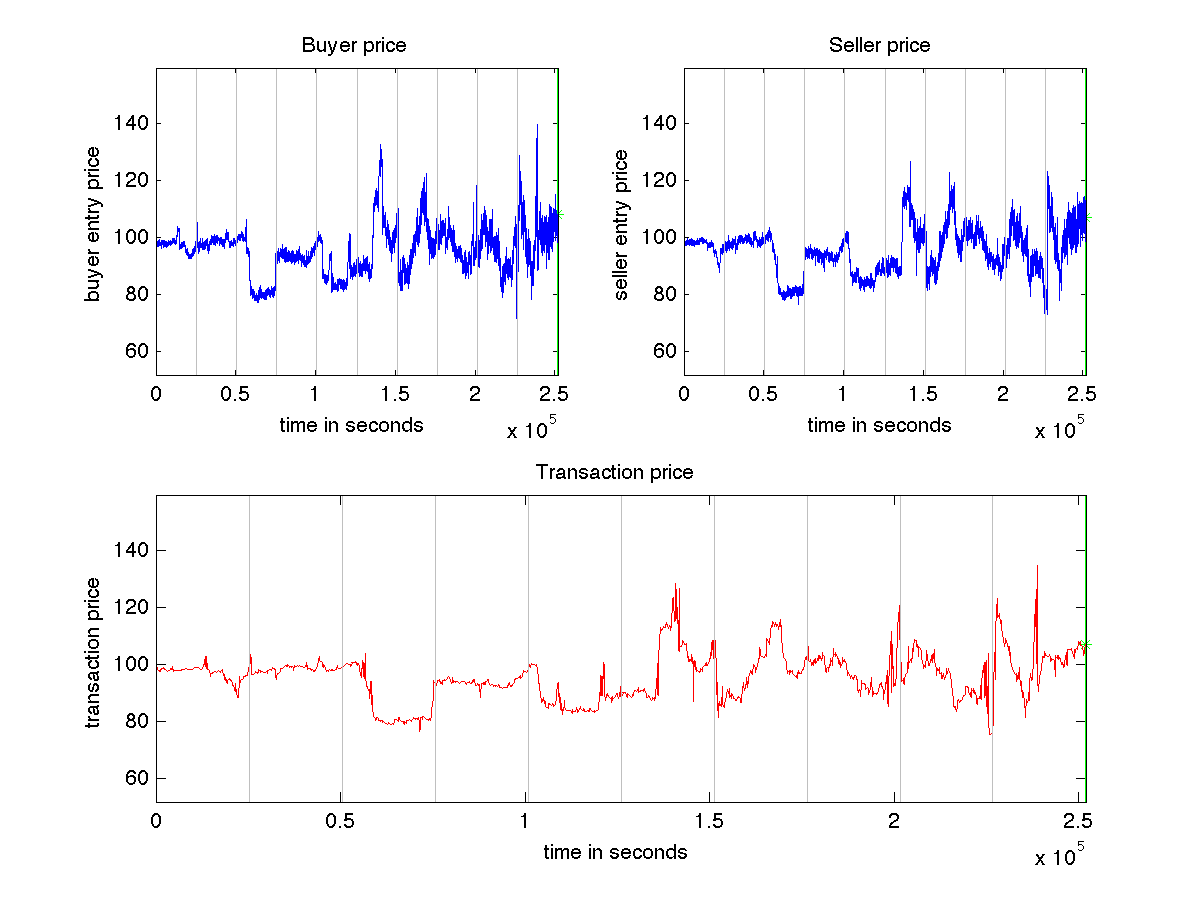 Buyer price
buyer entry price
140
120
100
80
60
0 0.5 1 1.5 2 2.5
time in seconds
x 10^5
Seller price
seller entry price
140
120
100
80
60
0 0.5 1 1.5 2 2.5
time in seconds
x 10^5
Transaction price
transaction price
140
120
100
80
60
0 0.5 1 1.5 2 2.5
time in seconds
x 10^5